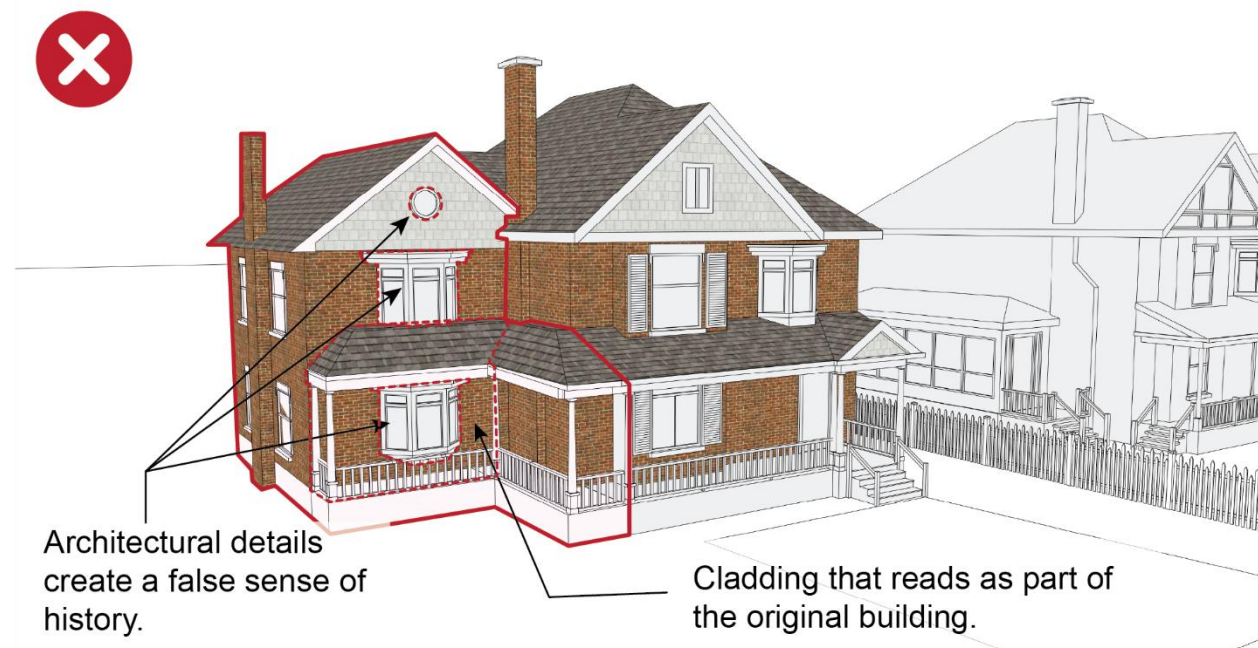 Architectural details
create a false sense of
history.
Cladding that reads as part of
the original building.